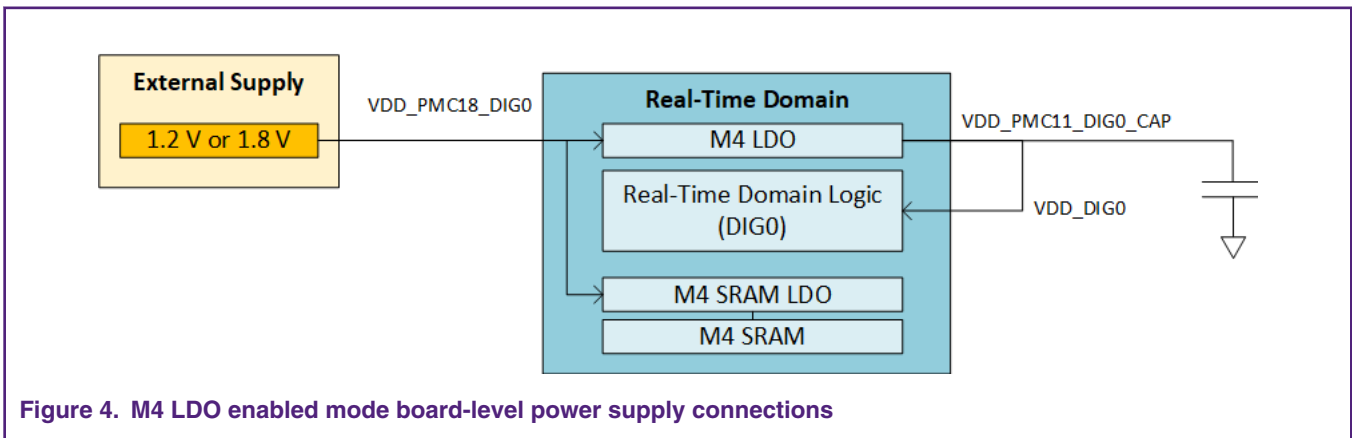 External Supply
1.2 V or 1.8 V
VDD_PMC18_DIG0
Real-Time Domain
M4 LDO
Real-Time Domain Logic
(DIG0)
M4 SRAM LDO
M4 SRAM
VDD_PMC11_DIG0_CAP
VDD_DIG0
Figure 4. M4 LDO enabled mode board-level power supply connections